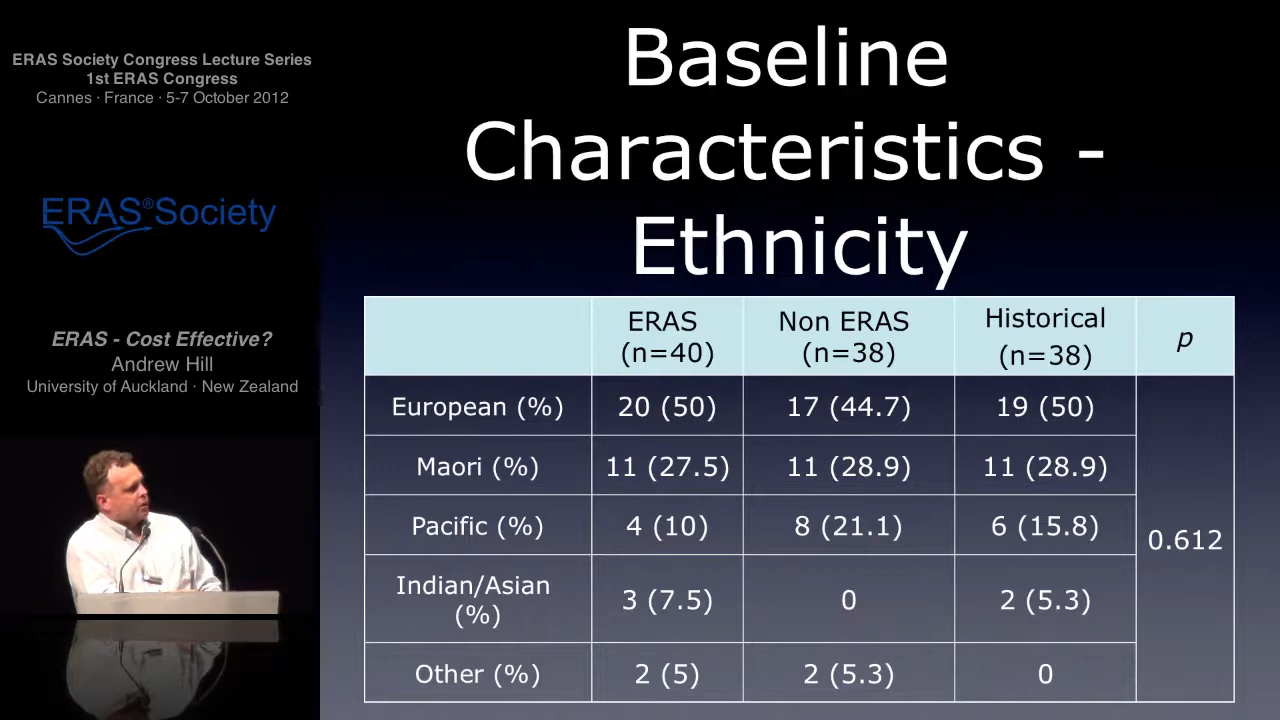 ERAS Society Congress Lecture Series
1st ERAS Congress
Cannes · France · 5-7 October 2012
ERAS®Society
ERAS - Cost Effective?
Andrew Hill
University of Auckland · New Zealand
Baseline
Characteristics -
Ethnicity
ERAS (n=40) Non ERAS (n=38) Historical (n=38) p
European (%) 20 (50) 17 (44.7) 19 (50)
Maori (%) 11 (27.5) 11 (28.9) 11 (28.9)
Pacific (%) 4 (10) 8 (21.1) 6 (15.8)
0.612
Indian/Asian (%) 3 (7.5) 0 2 (5.3)
Other (%) 2 (5) 2 (5.3) 0